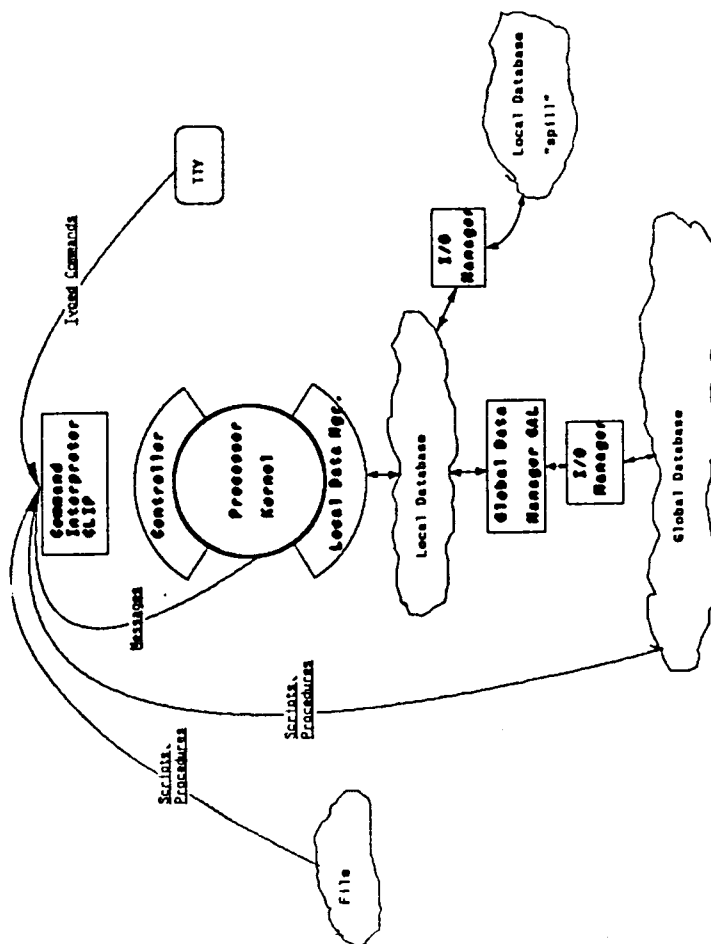 TTY
Typed Commands
Command
Interpreter
CLIP
Controller
Processor
Kernel
Local Data Mgr.
Messages
Local Database
I/O
Manager
Local Database
"spill"
Global Data
Manager GAL
I/O
Manager
Global Database
Scripts,
Procedures
Scripts,
Procedures
File